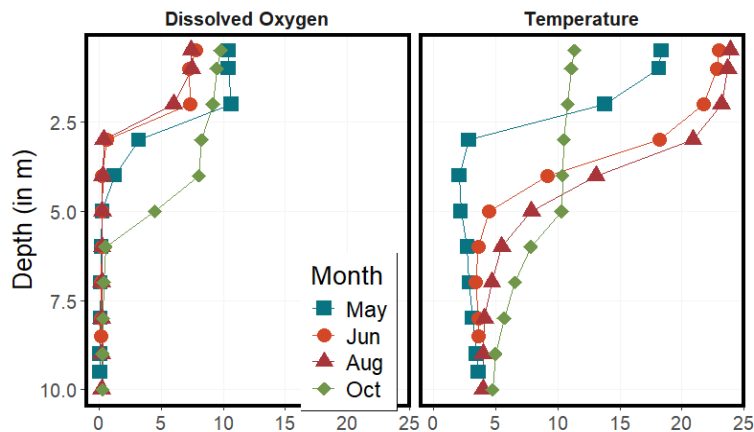 Dissolved Oxygen
Temperature
Depth (in m)
2.5
5.0
7.5
10.0
Month
May
Jun
Aug
Oct
0 5 10 15 20 25
0 5 10 15 20 25